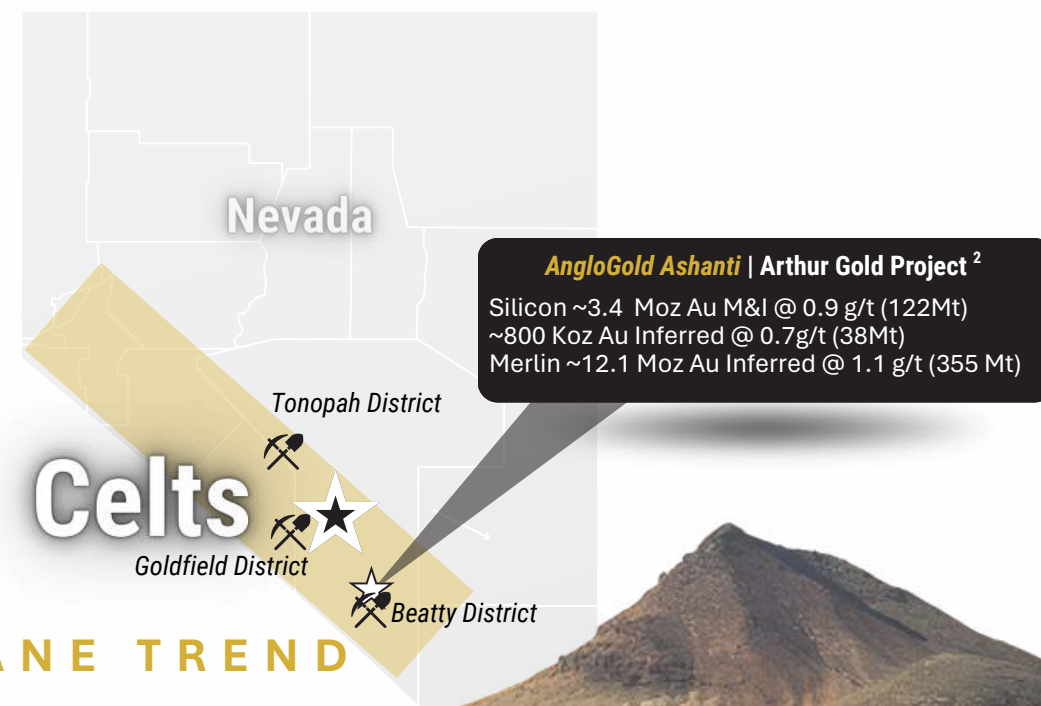 Nevada
AngloGold Ashanti | Arthur Gold Project 2
Silicon ~3.4 Moz Au M&I @ 0.9 g/t (122Mt)
~800 Koz Au Inferred @ 0.7g/t (38Mt)
Merlin ~12.1 Moz Au Inferred @ 1.1 g/t (355 Mt)
Tonopah District
Celts
Goldfield District
Beatty District
ANE TREND